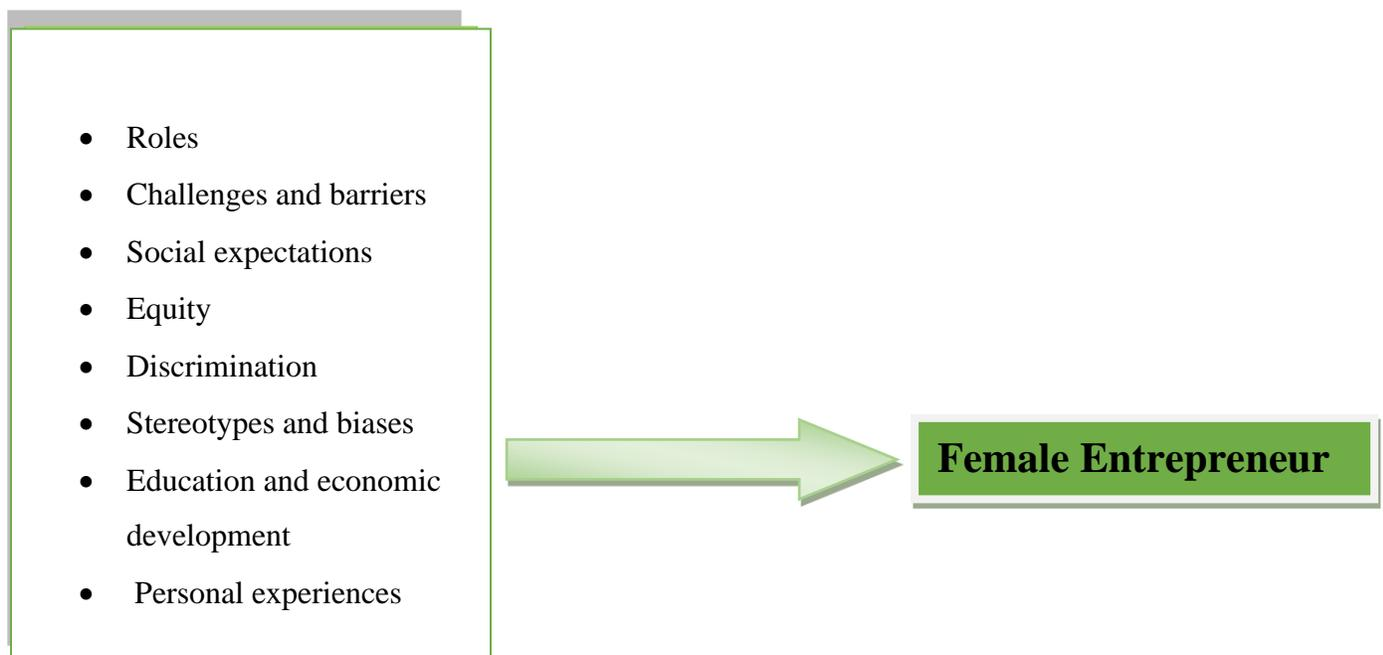 • Roles
• Challenges and barriers
• Social expectations
• Equity
• Discrimination
• Stereotypes and biases
• Education and economic
development
• Personal experiences
Female Entrepreneur